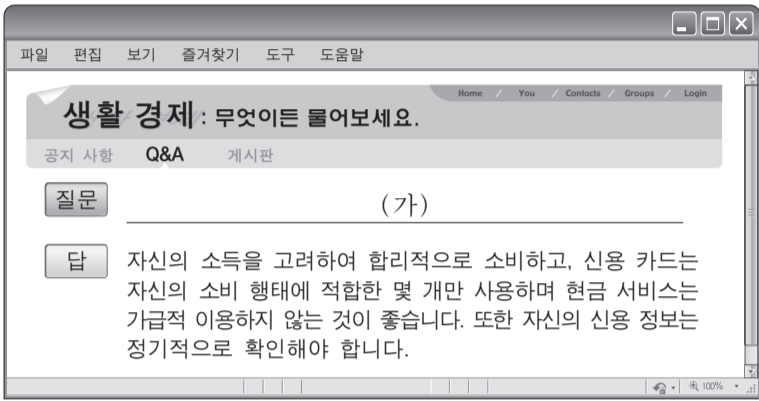 파일 편집 보기 즐겨찾기 도구 도움말
Home / You / Contacts / Groups / Login
생활 경제 : 무엇이든 물어보세요.
공지 사항 Q&A 게시판
질문 (가)
답 자신의 소득을 고려하여 합리적으로 소비하고, 신용 카드는
자신의 소비 행태에 적합한 몇 개만 사용하며 현금 서비스는
가급적 이용하지 않는 것이 좋습니다. 또한 자신의 신용 정보는
정기적으로 확인해야 합니다.
100%